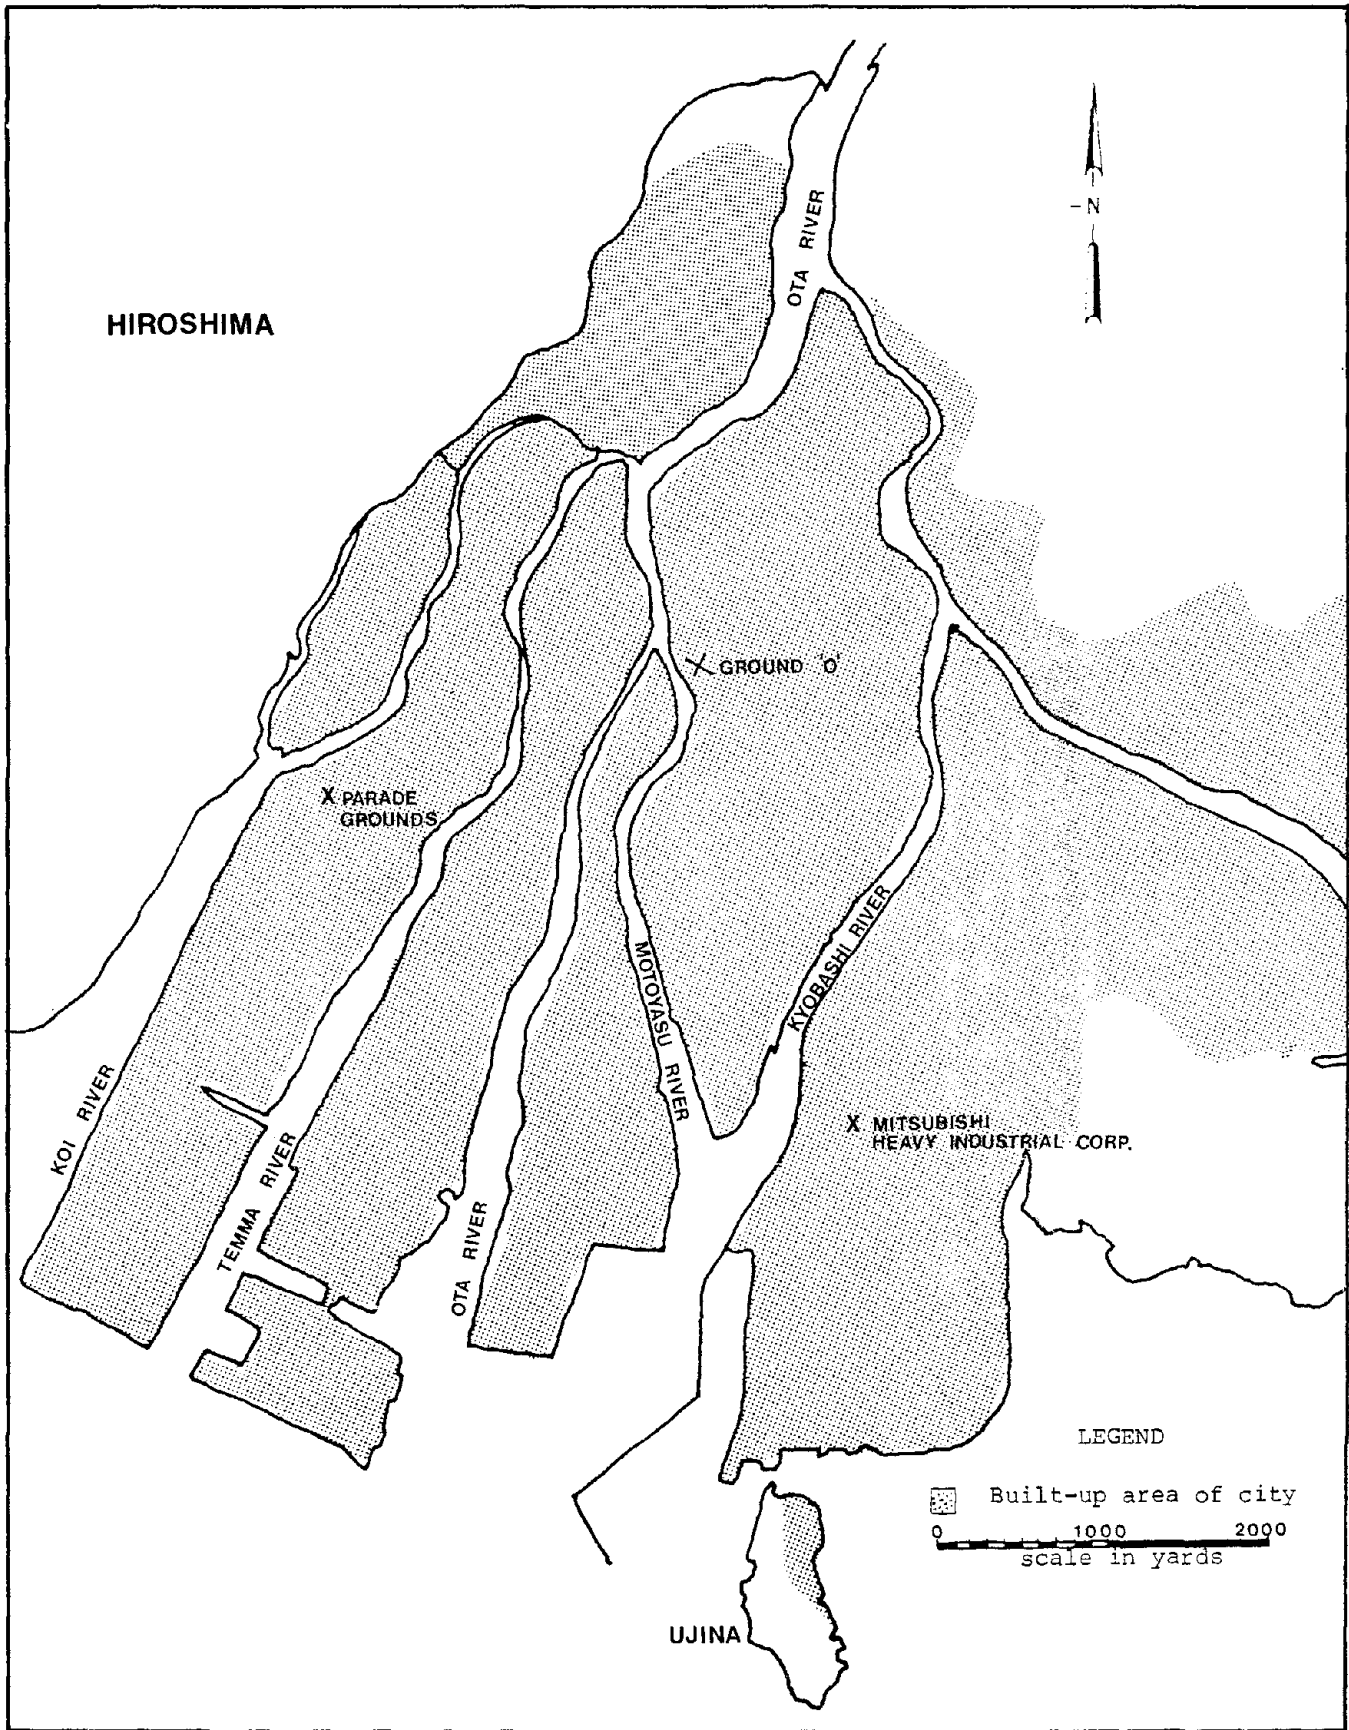 OTA RIVER
-N
HIROSHIMA
X GROUND 'O'
X PARADE
GROUNDS
KYOBASHI RIVER
MOTOYASU RIVER
KOI RIVER
X MITSUBISHI
HEAVY INDUSTRIAL CORP.
TEMMA RIVER
OTA RIVER
LEGEND
Built-up area of city
0 1000 2000
scale in yards
UJINA